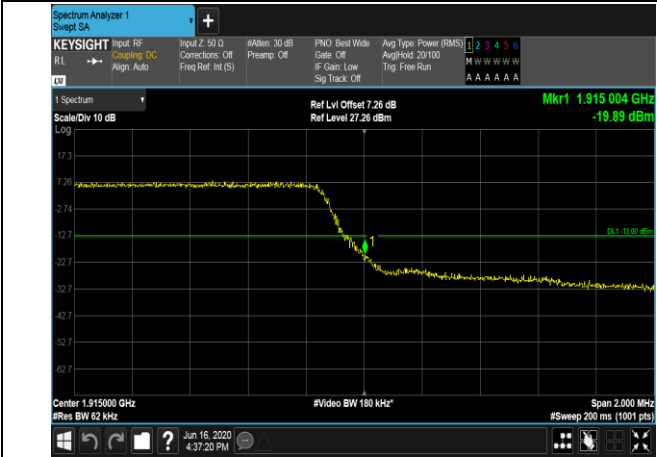 Spectrum Analyzer 1
Swept SA
+
KEYSIGHT
RL
LXI
Input: RF
Coupling: DC
Align: Auto
Input Z: 50 Ω
Corrections: Off
Freq Ref: Int (S)
#Atten: 30 dB
Preamp: Off
PNO: Best Wide
Gate: Off
IF Gain: Low
Sig Track: Off
Avg Type: Power (RMS)
Avg|Hold: 20/100
Trig: Free Run
1 2 3 4 5 6
M W W W W W
A A A A A A
1 Spectrum
Scale/Div 10 dB
Log
Ref Lvl Offset 7.26 dB
Ref Level 27.26 dBm
Mkr1 1.915 004 GHz
-19.89 dBm
17.3
7.26
-2.74
-12.7
-22.7
-32.7
-42.7
-52.7
-62.7
DL1 -13.00 dBm
1
Center 1.915000 GHz
#Res BW 62 kHz
#Video BW 180 kHz*
Span 2.000 MHz
#Sweep 200 ms (1001 pts)
?
Jun 16, 2020
4:37:20 PM